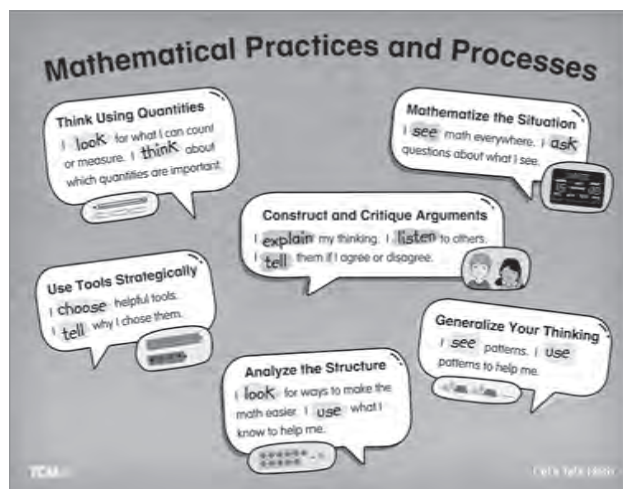 Mathematical Practices and Processes
Think Using Quantities
I look for what I can count
or measure. I think about
which quantities are important.
Mathematize the Situation
I see math everywhere. I ask
questions about what I see.
Construct and Critique Arguments
I explain my thinking. I listen to others.
I tell them if I agree or disagree.
Use Tools Strategically
I choose helpful tools.
I tell why I chose them.
Generalize Your Thinking
I see patterns. I use
patterns to help me.
Analyze the Structure
I look for ways to make the
math easier. I use what I
know to help me.
TCM
Let's Talk Math